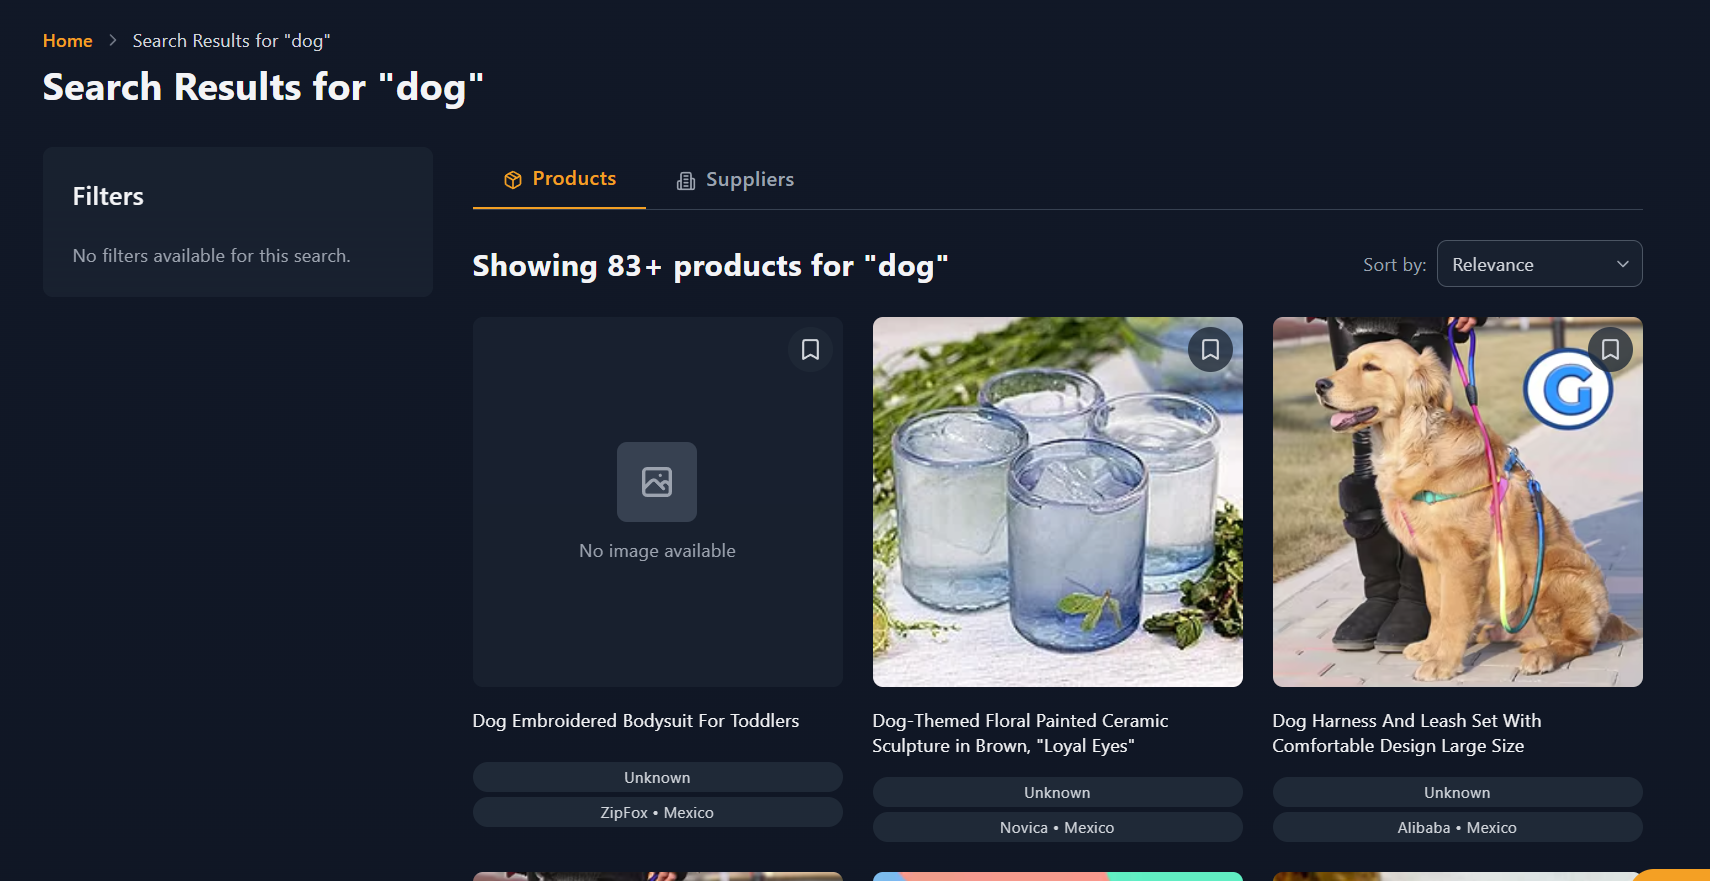 Home > Search Results for "dog"
Search Results for "dog"
Filters
No filters available for this search.
Products
Suppliers
Showing 83+ products for "dog"
Sort by:
Relevance
No image available
G
Dog Embroidered Bodysuit For Toddlers
Unknown
ZipFox • Mexico
Dog-Themed Floral Painted Ceramic
Sculpture in Brown, "Loyal Eyes"
Unknown
Novica • Mexico
Dog Harness And Leash Set With
Comfortable Design Large Size
Unknown
Alibaba • Mexico